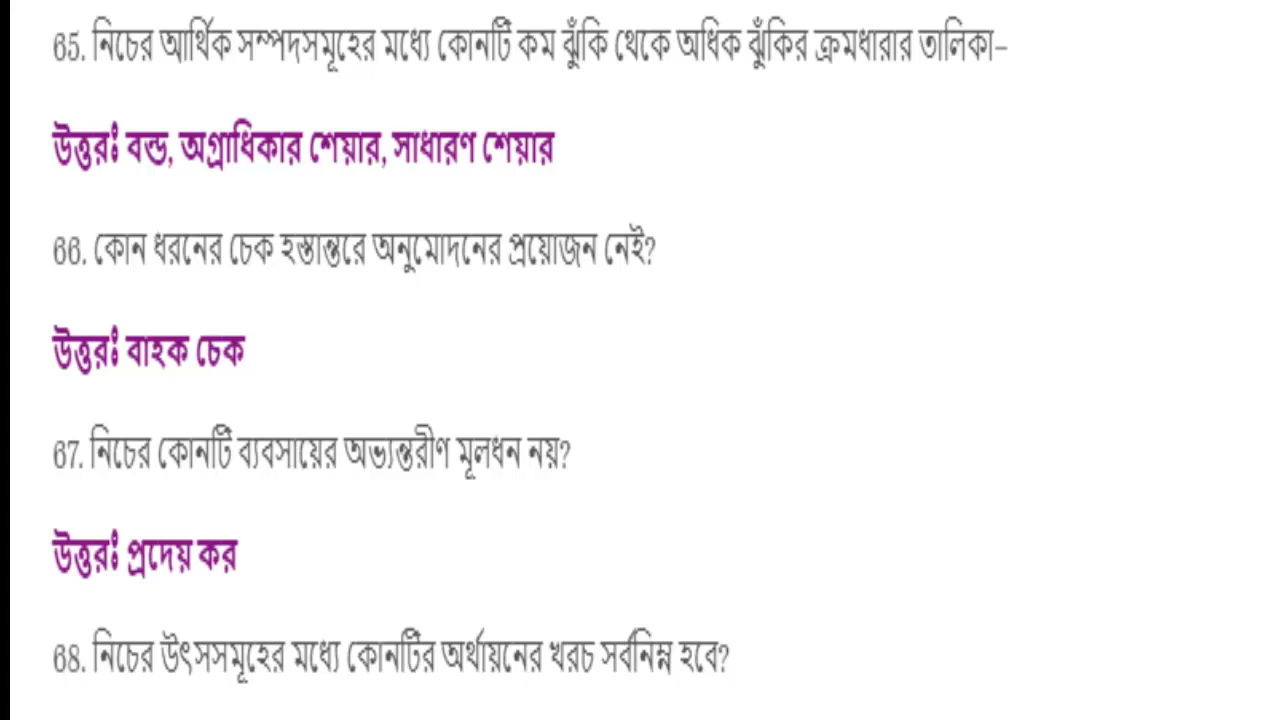 65. নিচের আর্থিক সম্পদসমূহের মধ্যে কোনটি কম ঝুঁকি থেকে অধিক ঝুঁকির ক্রমধারার তালিকা–
উত্তরঃ বন্ড, অগ্রাধিকার শেয়ার, সাধারণ শেয়ার
66. কোন ধরনের চেক হস্তান্তরে অনুমোদনের প্রয়োজন নেই?
উত্তরঃ বাহক চেক
67. নিচের কোনটি ব্যবসায়ের অভ্যন্তরীণ মূলধন নয়?
উত্তরঃ প্রদেয় কর
68. নিচের উৎসসমূহের মধ্যে কোনটির অর্থায়নের খরচ সর্বনিম্ন হবে?